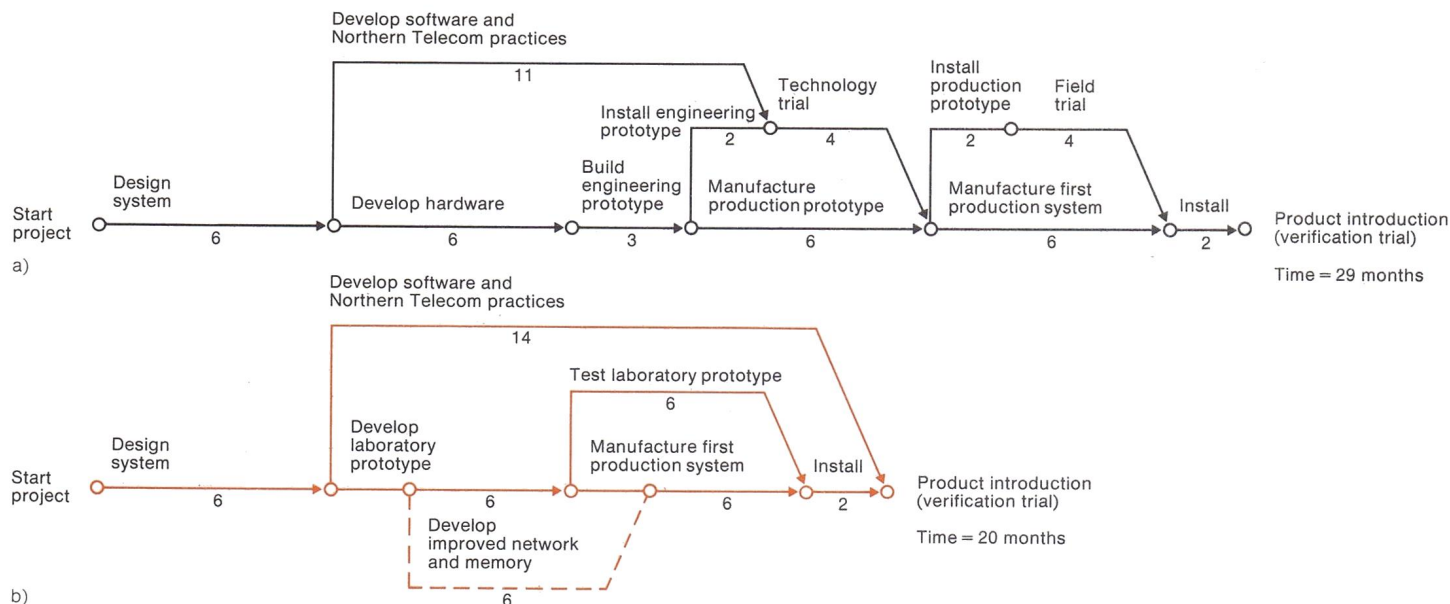 Develop software and
Northern Telecom practices
11
Technology
trial
Install
production
prototype
Field
trial
Install engineering
prototype
2
4
2
4
Design
system
Build
engineering
prototype
Manufacture
production prototype
Manufacture first
production system
Start
project
Develop hardware
Install
Product introduction
(verification trial)
6
6
3
6
6
2
Time = 29 months
a)
Develop software and
Northern Telecom practices
14
Test laboratory prototype
6
Design
system
Develop
laboratory
prototype
Manufacture first
production system
Install
Start
project
Product introduction
(verification trial)
6
6
6
2
Time = 20 months
Develop
improved network
and memory
6
b)